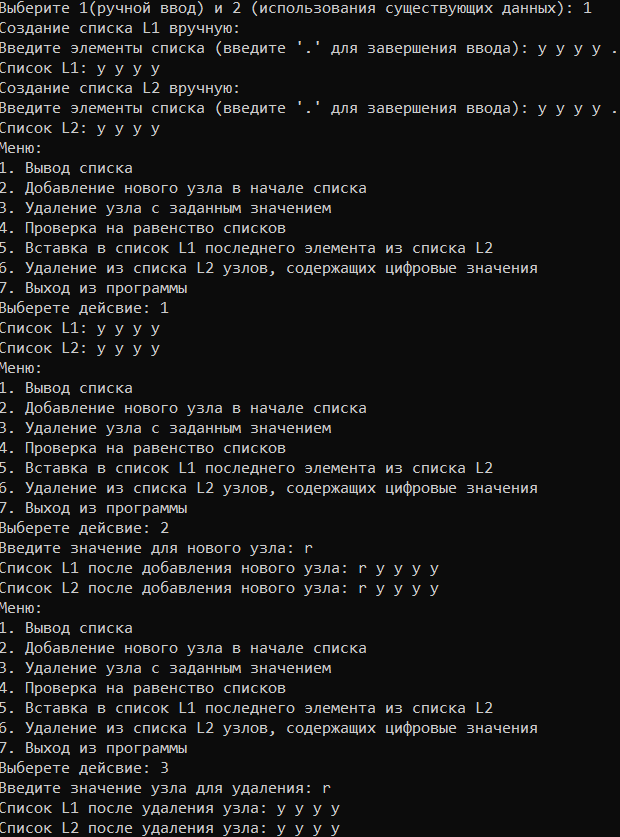 Выберите 1(ручной ввод) и 2 (использования существующих данных): 1
Создание списка L1 вручную:
Введите элементы списка (введите '.' для завершения ввода): y y y y .
Список L1: y y y y
Создание списка L2 вручную:
Введите элементы списка (введите '.' для завершения ввода): y y y y .
Список L2: y y y y
Меню:
1. Вывод списка
2. Добавление нового узла в начале списка
3. Удаление узла с заданным значением
4. Проверка на равенство списков
5. Вставка в список L1 последнего элемента из списка L2
6. Удаление из списка L2 узлов, содержащих цифровые значения
7. Выход из программы
Выберете дейсвие: 1
Список L1: y y y y
Список L2: y y y y
Меню:
1. Вывод списка
2. Добавление нового узла в начале списка
3. Удаление узла с заданным значением
4. Проверка на равенство списков
5. Вставка в список L1 последнего элемента из списка L2
6. Удаление из списка L2 узлов, содержащих цифровые значения
7. Выход из программы
Выберете дейсвие: 2
Введите значение для нового узла: r
Список L1 после добавления нового узла: r y y y y
Список L2 после добавления нового узла: r y y y y
Меню:
1. Вывод списка
2. Добавление нового узла в начале списка
3. Удаление узла с заданным значением
4. Проверка на равенство списков
5. Вставка в список L1 последнего элемента из списка L2
6. Удаление из списка L2 узлов, содержащих цифровые значения
7. Выход из программы
Выберете дейсвие: 3
Введите значение узла для удаления: r
Список L1 после удаления узла: y y y y
Список L2 после удаления узла: y y y y